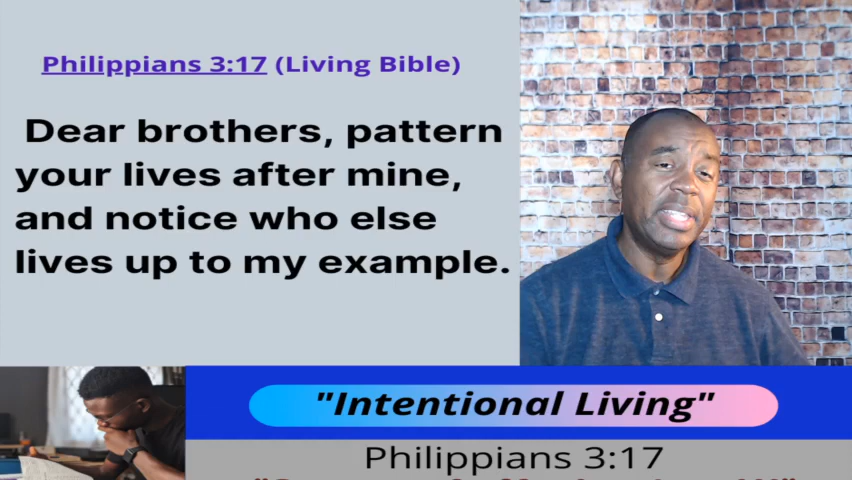 Philippians 3:17 (Living Bible)
Dear brothers, pattern
your lives after mine,
and notice who else
lives up to my example.
"Intentional Living"
Philippians 3:17